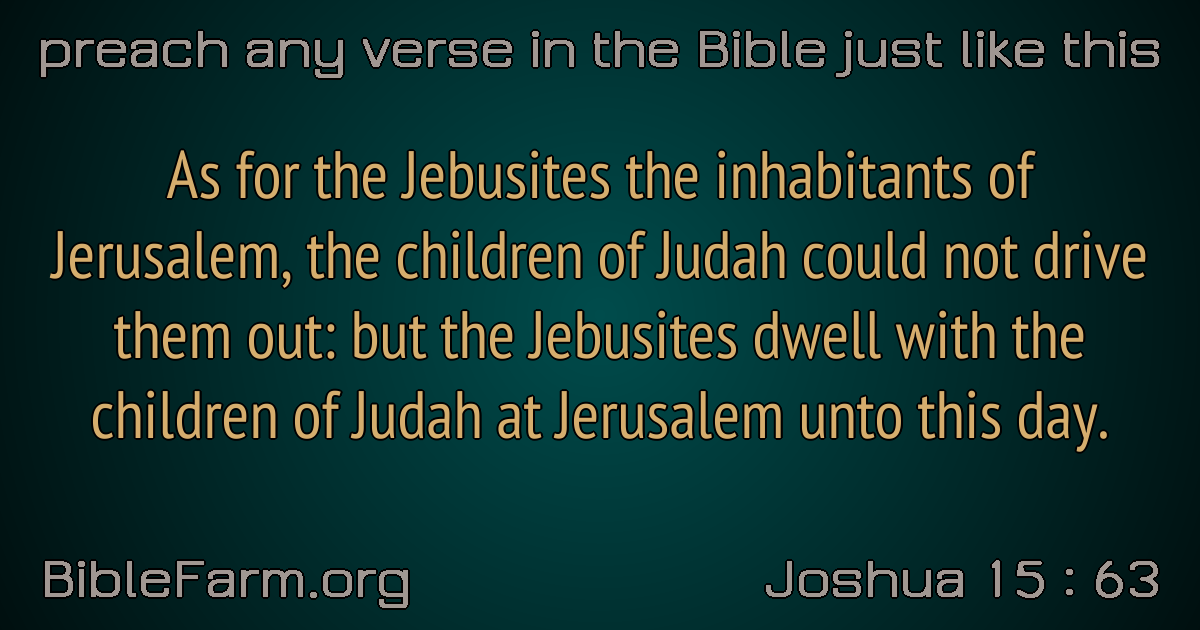 preach any verse in the Bible just like this
As for the Jebusites the inhabitants of
Jerusalem, the children of Judah could not drive
them out: but the Jebusites dwell with the
children of Judah at Jerusalem unto this day.
BibleFarm.org
Joshua 15 : 63